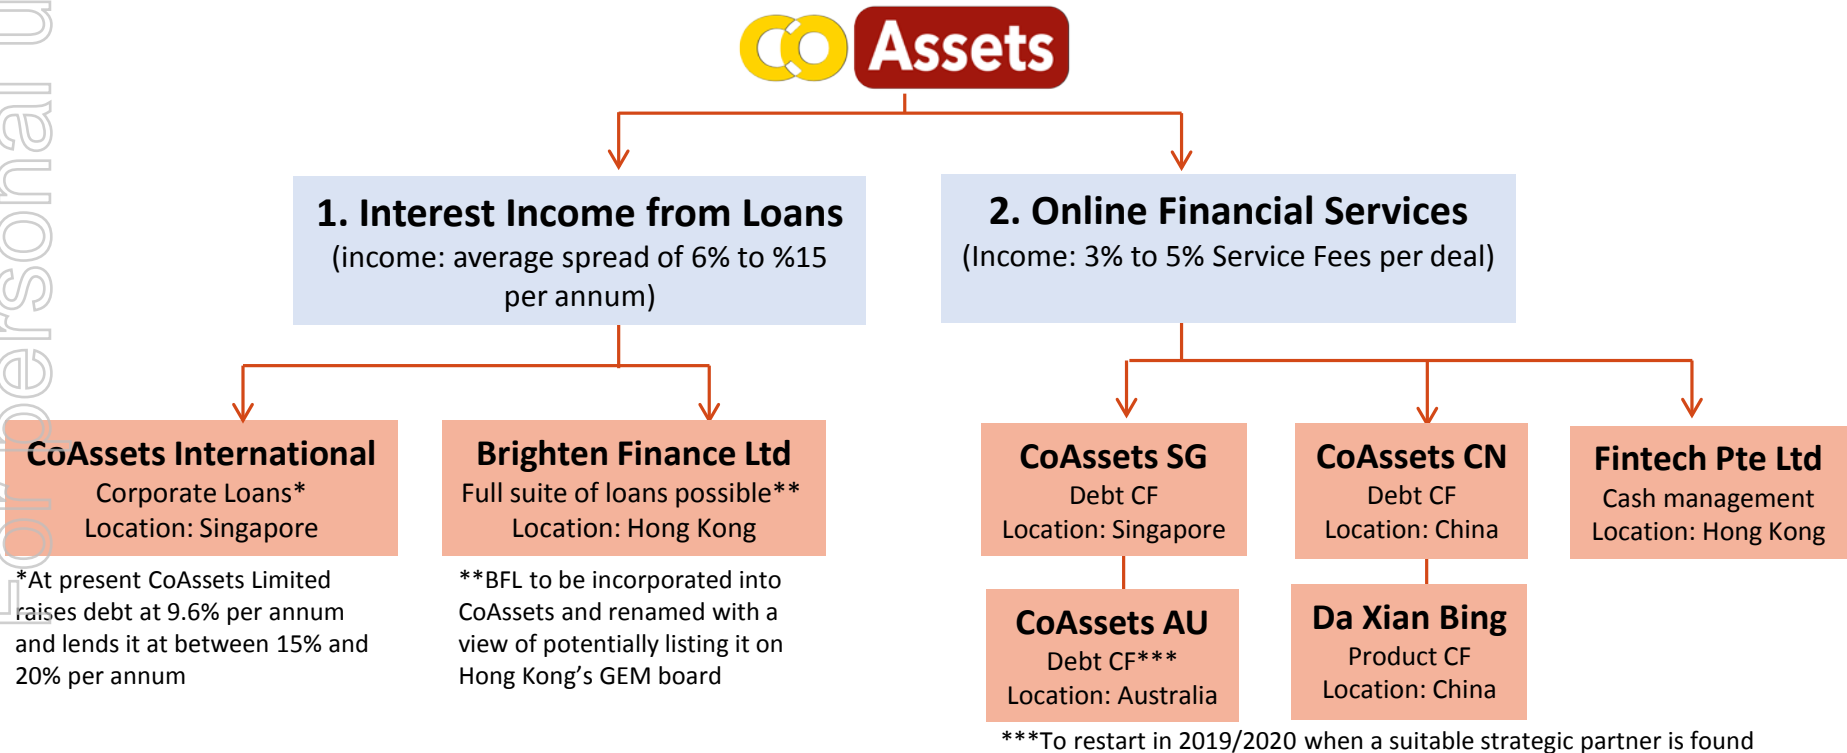 For personal u
CO Assets
1. Interest Income from Loans
(income: average spread of 6% to %15
per annum)
2. Online Financial Services
(Income: 3% to 5% Service Fees per deal)
CoAssets International
Corporate Loans*
Location: Singapore
Brighten Finance Ltd
Full suite of loans possible**
Location: Hong Kong
CoAssets SG
Debt CF
Location: Singapore
CoAssets CN
Debt CF
Location: China
Fintech Pte Ltd
Cash management
Location: Hong Kong
*At present CoAssets Limited
raises debt at 9.6% per annum
and lends it at between 15% and
20% per annum
**BFL to be incorporated into
CoAssets and renamed with a
view of potentially listing it on
Hong Kong’s GEM board
CoAssets AU
Debt CF***
Location: Australia
Da Xian Bing
Product CF
Location: China
***To restart in 2019/2020 when a suitable strategic partner is found